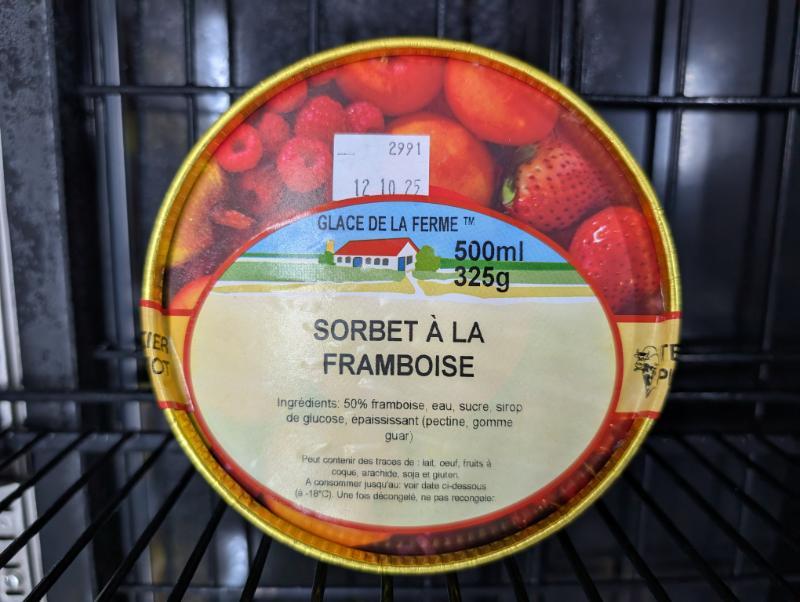 2991
12 10 25
GLACE DE LA FERME ™
500ml
325g
SORBET À LA
FRAMBOISE
Ingrédients: 50% framboise, eau, sucre, sirop
de glucose, épaississant (pectine, gomme
guar)
Peut contenir des traces de : lait, oeuf, fruits à
coque, arachide, soja et gluten.
A consommer jusqu'au: voir date ci-dessous
(à -18°C). Une fois décongelé, ne pas recongeler.